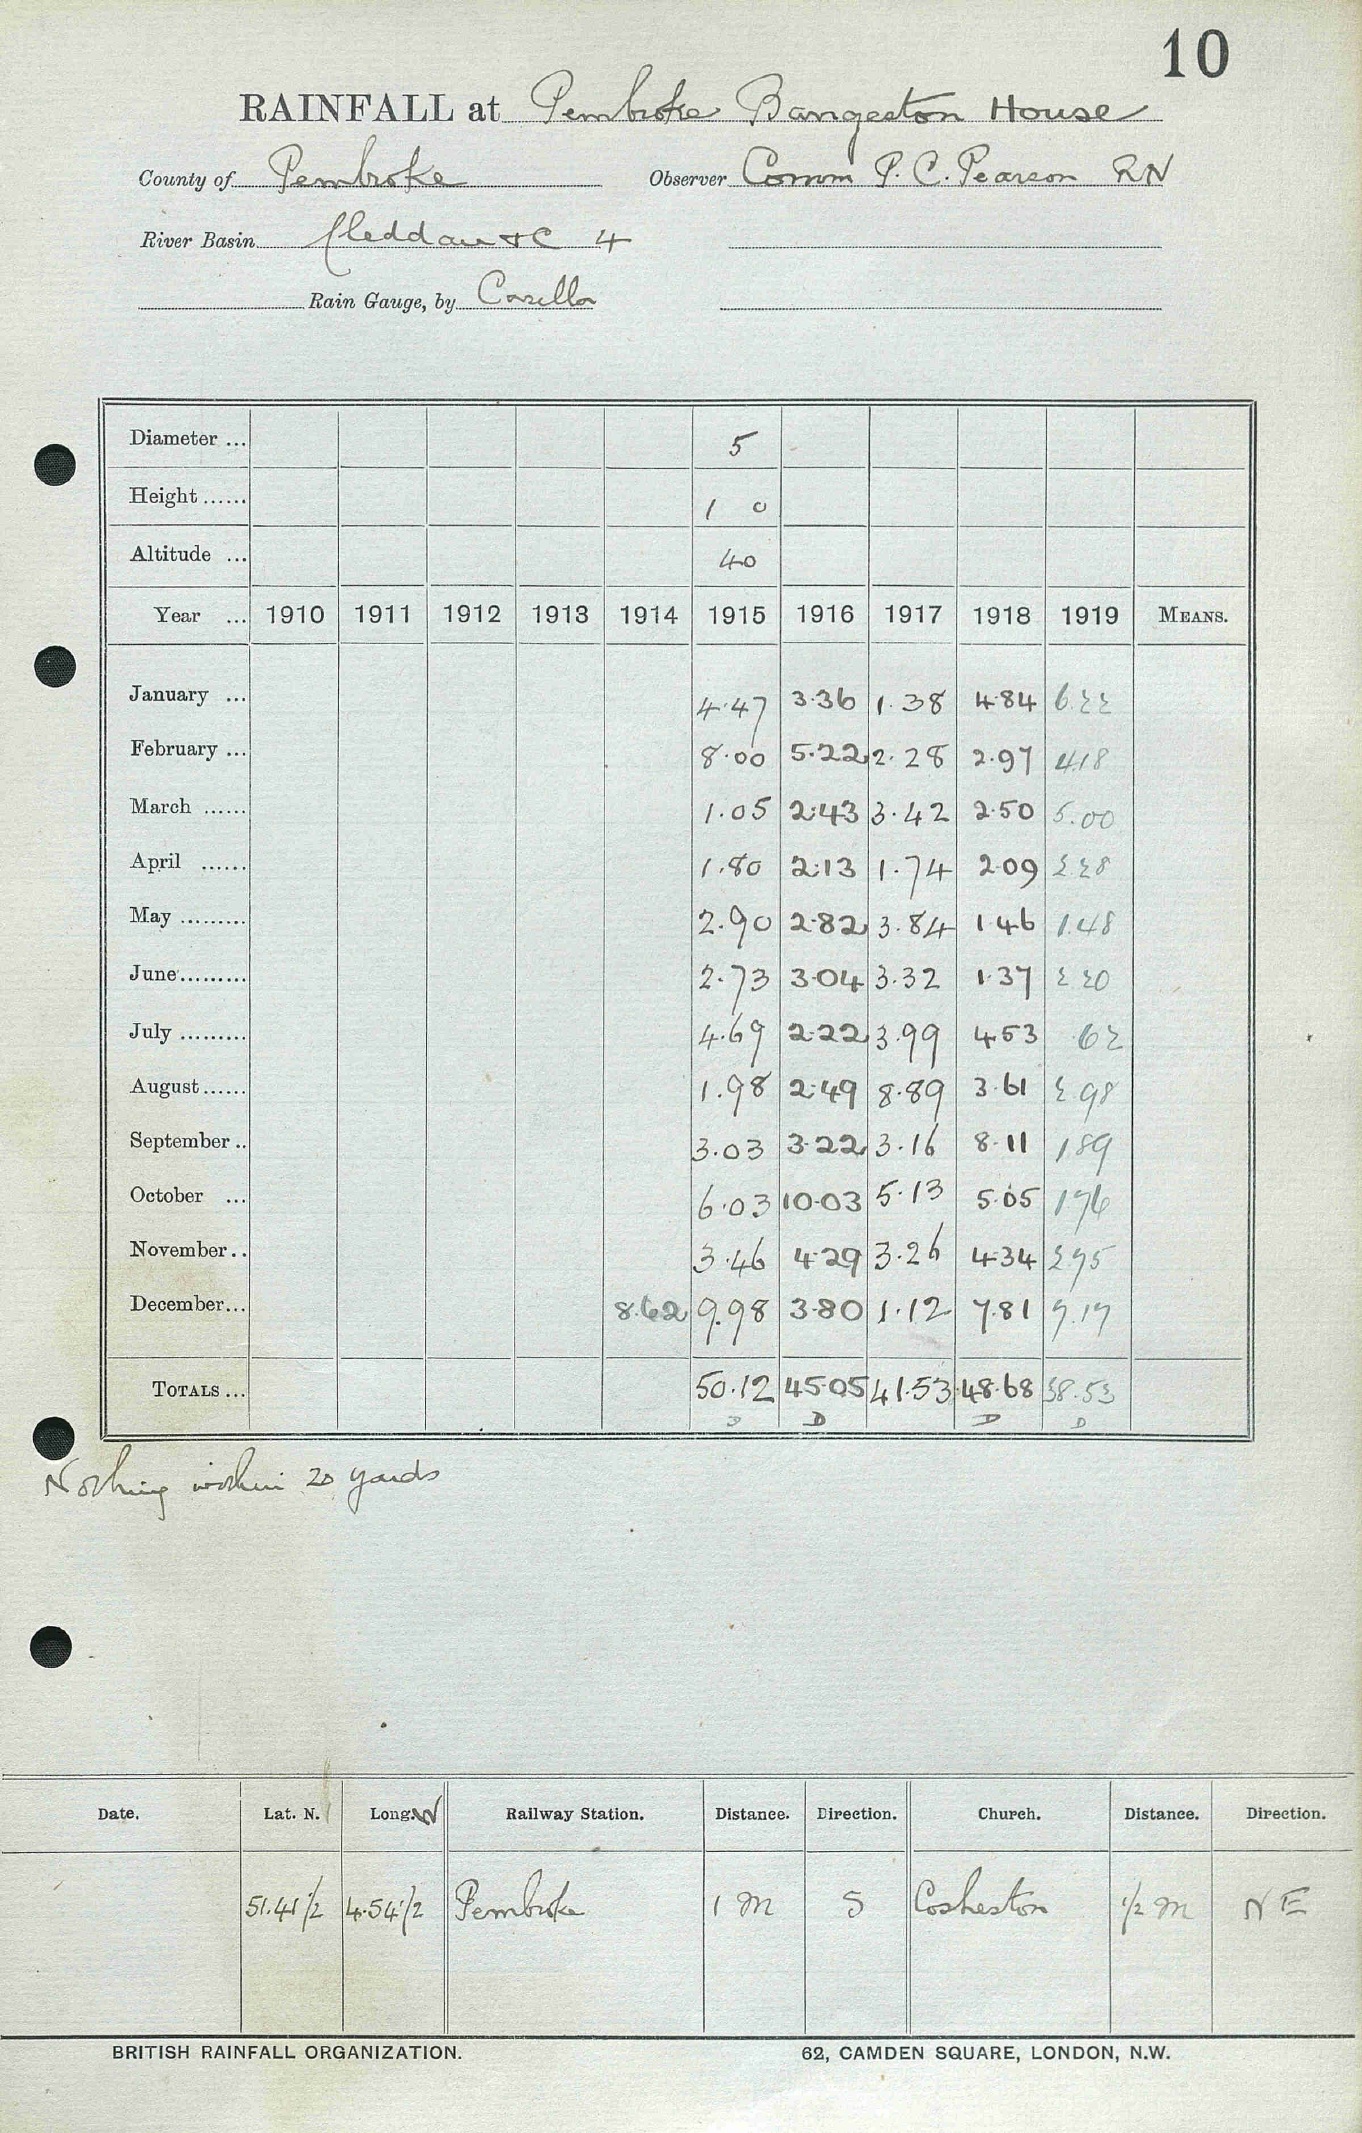 10
RAINFALL at Pembroke Bangeston House
County of Pembroke Observer Comm P. C. Pearson RN
River Basin Cleddau &c 4
Rain Gauge, by Casella
Diameter ... 5
Height ...... 1 0
Altitude ... 40
Year ... 1910 1911 1912 1913 1914 1915 1916 1917 1918 1919 MEANS.
January ... 4.47 3.36 1.38 4.84 6.22
February ... 8.00 5.22 2.28 2.97 4.18
March ...... 1.05 2.43 3.42 2.50 5.00
April ...... 1.80 2.13 1.74 2.09 2 28
May ......... 2.90 2.82 3.84 1.46 1.48
June ......... 2.73 3.04 3.32 1.37 2 20
July ......... 4.69 2.22 3.99 4.53 .62
August ...... 1.98 2.49 8.89 3.61 2.98
September .. 3.03 3.22 3.16 8.11 189
October ... 6.03 10.03 5.13 5.05 176
November .. 3.46 4.29 3.26 4.34 2.95
December ... 8.62 9.98 3.80 1.12 7.81 7.17
TOTALS ... 50.12 45.05 41.53 48.68 38.53
D D D D
Nothing within 20 yards
Date. Lat. N. Long. W Railway Station. Distance. Direction. Church. Distance. Direction.
51.41½ 4.54½ Pembroke 1 m S Cosheston ½ m NE
BRITISH RAINFALL ORGANIZATION. 62, CAMDEN SQUARE, LONDON, N.W.